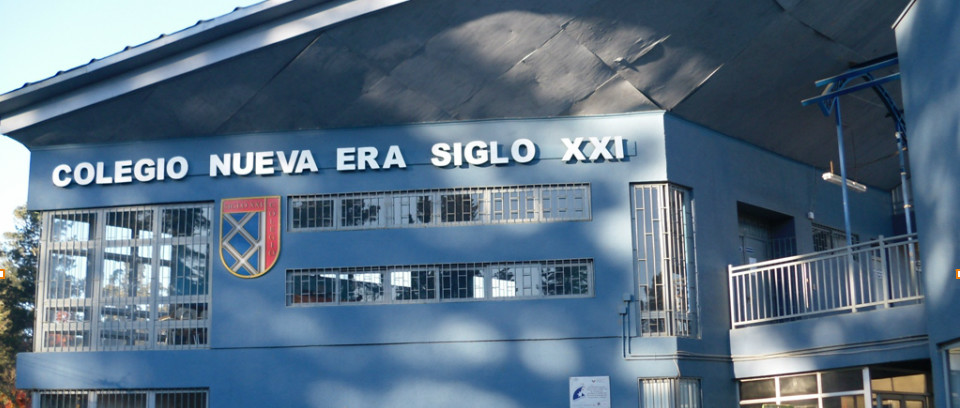 COLEGIO NUEVA ERA SIGLO XXI